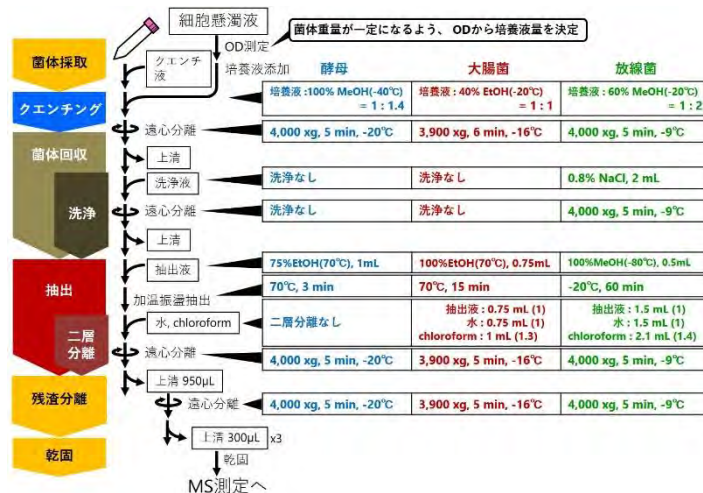 細胞懸濁液
菌体重量が一定になるよう、ODから培養液量を決定
OD測定
菌体採取
クエンチ
液
培養液添加
酵母
大腸菌
放線菌
クエンチング
培養液:100% MeOH(-40℃)
= 1 : 1.4
培養液 : 40% EtOH(-20℃)
= 1 : 1
培養液 : 60% MeOH(-20℃)
= 1 : 2
遠心分離
4,000 xg, 5 min, -20℃
3,900 xg, 6 min, -16℃
4,000 xg, 5 min, -9℃
菌体回収
上清
洗浄液
洗浄なし
洗浄なし
0.8% NaCl, 2 mL
洗浄
遠心分離
洗浄なし
洗浄なし
4,000 xg, 5 min, -9℃
上清
抽出液
75%EtOH(70℃), 1mL
100%EtOH(70℃), 0.75mL
100%MeOH(-80℃), 0.5mL
抽出
加温振盪抽出
70℃, 3 min
70℃, 15 min
-20℃, 60 min
水, chloroform
二層分離なし
抽出液 : 0.75 mL (1)
水 : 0.75 mL (1)
chloroform : 1 mL (1.3)
抽出液 : 1.5 mL (1)
水 : 1.5 mL (1)
chloroform : 2.1 mL (1.4)
二層
分離
遠心分離
4,000 xg, 5 min, -20℃
3,900 xg, 5 min, -16℃
4,000 xg, 5 min, -9℃
上清 950μL
残渣分離
遠心分離
4,000 xg, 5 min, -20℃
3,900 xg, 5 min, -16℃
4,000 xg, 5 min, -9℃
上清 300μL
x3
乾固
乾固
MS測定へ